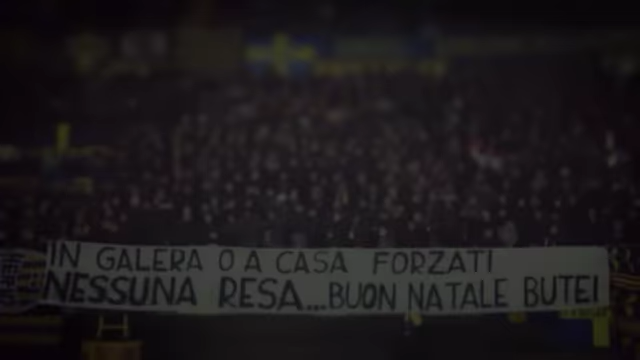 IN GALERA O A CASA FORZATI
NESSUNA RESA...BUON NATALE BUTEI